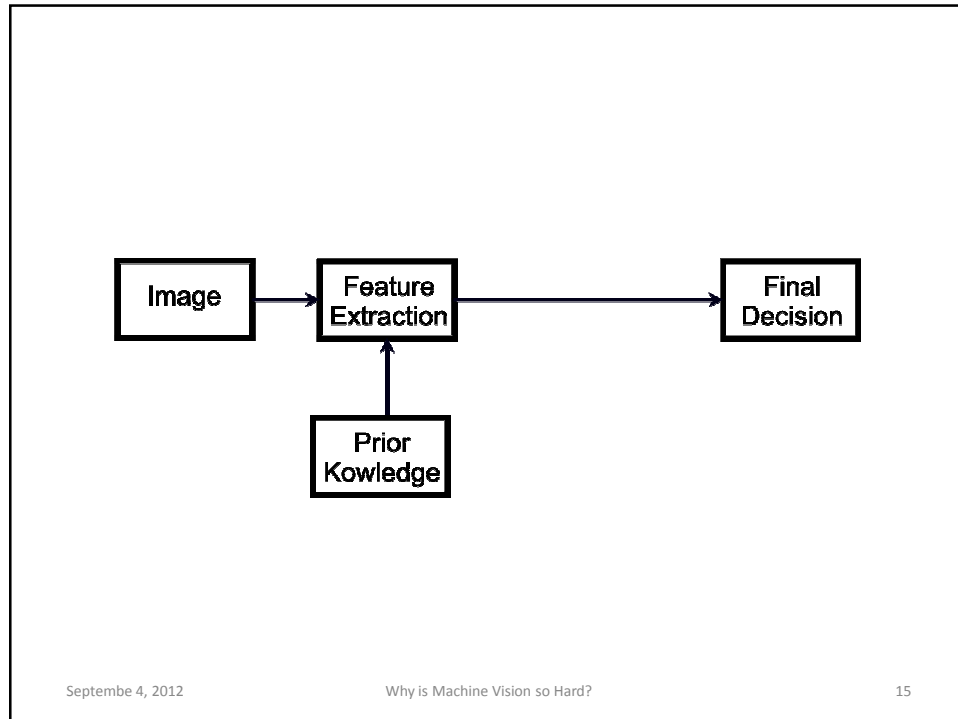 Image
Feature
Extraction
Final
Decision
Prior
Kowledge
Septembe 4, 2012
Why is Machine Vision so Hard?
15